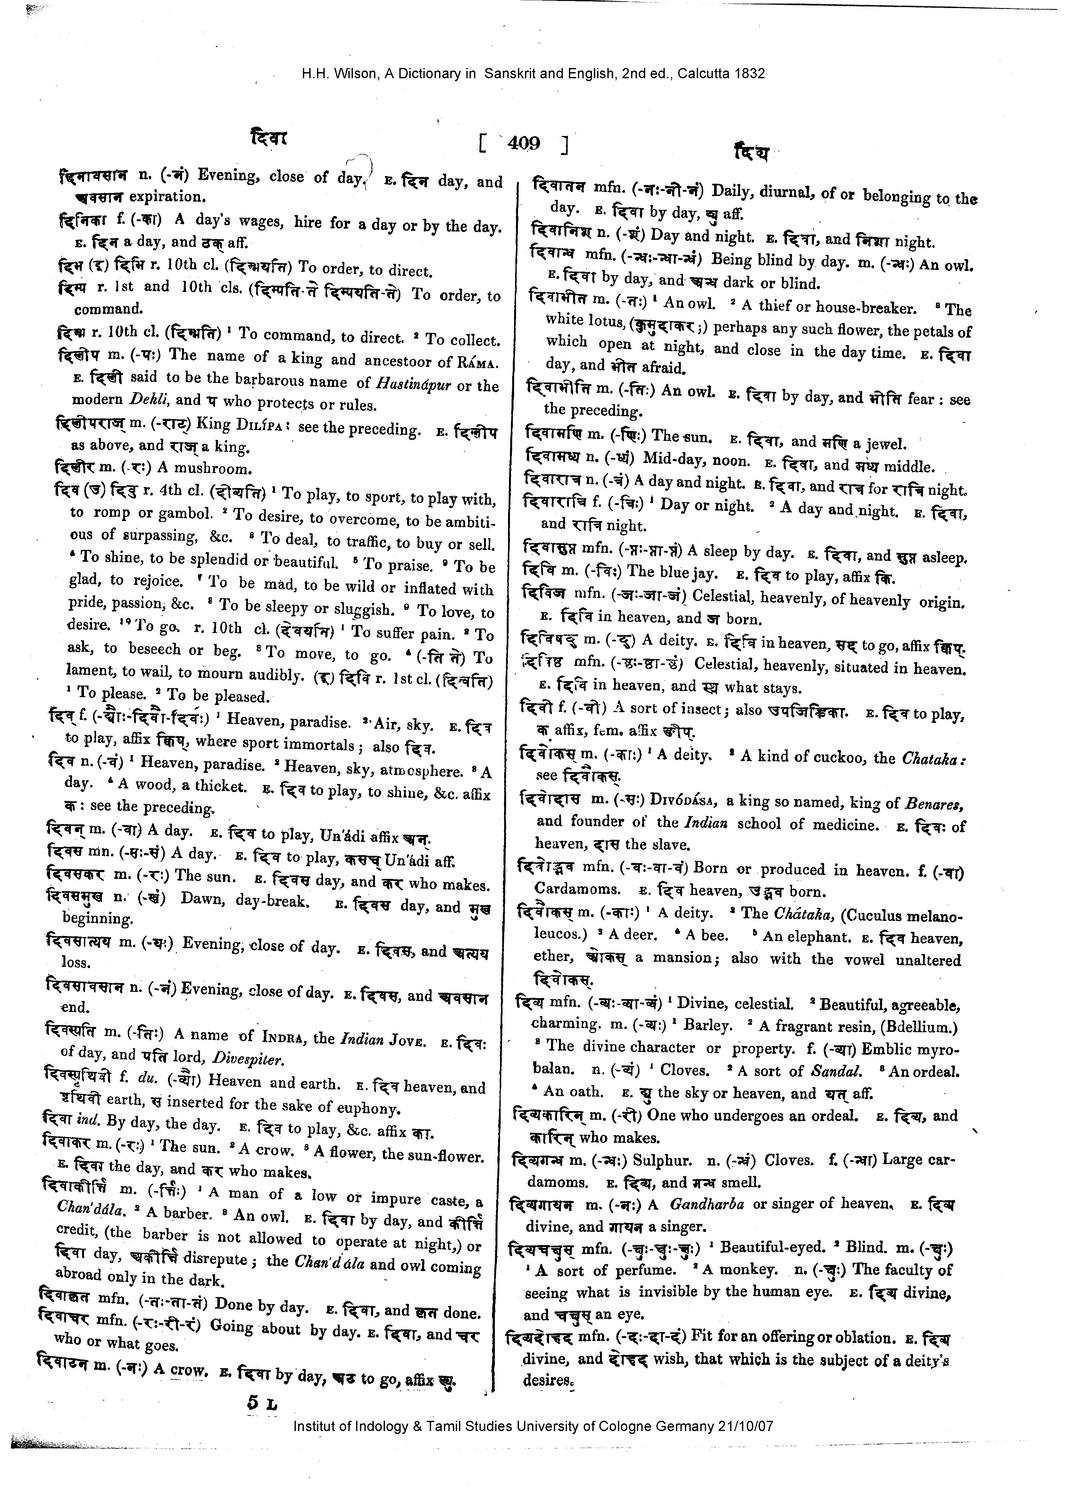 H.H. Wilson, A Dictionary in Sanskrit and English, 2nd ed., Calcutta 1832
दिवा
[ 409 ]
दिव्य
दिनावसान n. (-नं) Evening, close of day. E. दिन day, and
अवसान expiration.
दिनिका f. (-का) A day's wages, hire for a day or by the day.
E. दिन a day, and ठक् aff.
दिभ (इ) दिभि r. 10th cl. (दिम्भयति) To order, to direct.
दिम्प r. 1st and 10th cls. (दिम्पति-ते दिम्पयति-ते) To order, to
command.
r. 10th cl. (दिम्भति) ¹ To command, to direct. ² To collect.
दिलीप m. (-पः) The name of a king and ancestoor of RÁMA.
E. दिली said to be the barbarous name of Hastinápur or the
modern Dehli, and प who protects or rules.
दिलीपराज् m. (-राट्) King DILÍPA: see the preceding. E. दिलीप
as above, and राज् a king.
दिलीर m. (-रः) A mushroom.
दिव (उ) दिवु r. 4th cl. (दीव्यति) ¹ To play, to sport, to play with,
to romp or gambol. ² To desire, to overcome, to be ambiti-
ous of surpassing, &c. ³ To deal, to traffic, to buy or sell.
⁴ To shine, to be splendid or beautiful. ⁵ To praise. ⁶ To be
glad, to rejoice. ⁷ To be mad, to be wild or inflated with
pride, passion, &c. ⁸ To be sleepy or sluggish. ⁹ To love, to
desire. ¹⁰ To go. r. 10th cl. (देवयति) ¹ To suffer pain. ² To
ask, to beseech or beg. ³ To move, to go. ⁴ (-ति ते) To
lament, to wail, to mourn audibly. (इ) दिवि r. 1st cl. (दिन्वति)
¹ To please. ² To be pleased.
दिव् f. (-द्यौः-दिवौ-दिवः) ¹ Heaven, paradise. ² Air, sky. E. दिव
to play, affix क्विप्, where sport immortals; also दिव.
दिव n. (-वं) ¹ Heaven, paradise. ² Heaven, sky, atmosphere. ³ A
day. ⁴ A wood, a thicket. E. दिव to play, to shine, &c. affix
क: see the preceding.
दिवन् m. (-वा) A day. E. दिव to play, Un'ádi affix अन्.
दिवस mn. (-सः-सं) A day. E. दिव to play, कसच् Un'ádi aff.
दिवसकर m. (-रः) The sun. E. दिवस day, and कर who makes.
दिवसमुख n. (-खं) Dawn, day-break. E. दिवस day, and मुख
beginning.
दिवसात्यय m. (-यः) Evening, close of day. E. दिवस, and अत्यय
loss.
दिवसावसान n. (-नं) Evening, close of day. E. दिवस, and अवसान
end.
दिवस्पति m. (-तिः) A name of INDRA, the Indian JOVE. E. दिवः
of day, and पति lord, Divespiter.
दिवस्पृथिवी f. du. (-व्यौ) Heaven and earth. E. दिव heaven, and
पृथिवी earth, स inserted for the sake of euphony.
दिवा ind. By day, the day. E. दिव to play, &c. affix का.
दिवाकर m. (-रः) ¹ The sun. ² A crow. ³ A flower, the sun-flower.
E. दिवा the day, and कर who makes.
दिवाकीर्त्ति m. (-र्त्तिः) ¹ A man of a low or impure caste, a
Chan'dála. ² A barber. ³ An owl. E. दिवा by day, and कीर्त्ति
credit, (the barber is not allowed to operate at night,) or
दिवा day, अकीर्त्ति disrepute; the Chan'dála and owl coming
abroad only in the dark.
दिवाकृत mfn. (-तः-ता-तं) Done by day. E. दिवा, and कृत done.
दिवाचर mfn. (-रः-री-रं) Going about by day. E. दिवा, and चर
who or what goes.
दिवाटन m. (-नः) A crow. E. दिवा by day, अट to go, affix ल्यु.
5 L
दिवातन mfn. (-नः-नी-नं) Daily, diurnal, of or belonging to the
day. E. दिवा by day, aff.
दिवानिश n. (-शं) Day and night. E. दिवा, and निशा night.
दिवान्ध mfn. (-न्धः-न्धा-न्धं) Being blind by day. m. (-न्धः) An owl.
E. दिवा by day, and अन्ध dark or blind.
दिवाभीत m. (-तः) ¹ An owl. ² A thief or house-breaker. ³ The
white lotus, (कुमुदाकर;) perhaps any such flower, the petals of
which open at night, and close in the day time. E. दिवा
day, and भीत afraid.
दिवाभीति m. (-तिः) An owl. E. दिवा by day, and भीति fear: see
the preceding.
दिवामणि m. (-णिः) The sun. E. दिवा, and मणि a jewel.
दिवामध्य n. (-ध्यं) Mid-day, noon. E. दिवा, and मध्य middle.
दिवारात्र n. (-त्रं) A day and night. E. दिवा, and रात्र for रात्रि night.
दिवारात्रि f. (-त्रिः) ¹ Day or night. ² A day and night. E. दिवा,
and रात्रि night.
दिवासुप्त mfn. (-प्तः-प्ता-प्तं) A sleep by day. E. दिवा, and सुप्त asleep.
दिवि m. (-विः) The blue jay. E. दिव to play, affix कि.
दिविज mfn. (-जः-जा-जं) Celestial, heavenly, of heavenly origin.
E. दिवि in heaven, and ज born.
दिविषद् m. (-द्) A deity. E. दिवि in heaven, सद to go, affix क्विप्.
दिविष्ठ mfn. (-ष्ठः-ष्ठा-ष्ठं) Celestial, heavenly, situated in heaven.
E. दिवि in heaven, and स्थ what stays.
दिवी f. (-वी) A sort of insect; also उपजिह्विका. E. दिव to play,
क affix, fem. affix ङीप्.
दिवोकस् m. (-काः) ¹ A deity. ² A kind of cuckoo, the Chataka:
see दिवौकस्.
दिवोदास m. (-सः) DIVÓDÁSA, a king so named, king of Benares,
and founder of the Indian school of medicine. E. दिवः of
heaven, दास the slave.
दिवोद्भव mfn. (-वः-वा-वं) Born or produced in heaven. f. (-वा)
Cardamoms. E. दिव heaven, उद्भव born.
दिवौकस् m. (-काः) ¹ A deity. ² The Chátaka, (Cuculus melano-
leucos.) ³ A deer. ⁴ A bee. ⁵ An elephant. E. दिव heaven,
ether, ओकस् a mansion; also with the vowel unaltered
दिवोकस्.
दिव्य mfn. (-व्यः-व्या-व्यं) ¹ Divine, celestial. ² Beautiful, agreeable,
charming. m. (-व्यः) ¹ Barley. ² A fragrant resin, (Bdellium.)
³ The divine character or property. f. (-व्या) Emblic myro-
balan. n. (-व्यं) ¹ Cloves. ² A sort of Sandal. ³ An ordeal.
⁴ An oath. E. द्यु the sky or heaven, and यत् aff.
दिव्यकारिन् m. (-री) One who undergoes an ordeal. E. दिव्य, and
कारिन् who makes.
दिव्यगन्ध m. (-न्धः) Sulphur. n. (-न्धं) Cloves. f. (-न्धा) Large car-
damoms. E. दिव्य, and गन्ध smell.
दिव्यगायन m. (-नः) A Gandharba or singer of heaven. E. दिव्य
divine, and गायन a singer.
दिव्यचक्षुस् mfn. (-क्षुः-क्षुः-क्षुः) ¹ Beautiful-eyed. ² Blind. m. (-क्षुः)
¹ A sort of perfume. ² A monkey. n. (-क्षुः) The faculty of
seeing what is invisible by the human eye. E. दिव्य divine,
and चक्षुस् an eye.
दिव्यदोहद mfn. (-दः-दा-दं) Fit for an offering or oblation. E. दिव्य
divine, and दोहद wish, that which is the subject of a deity's
desires.
Institut of Indology & Tamil Studies University of Cologne Germany 21/10/07